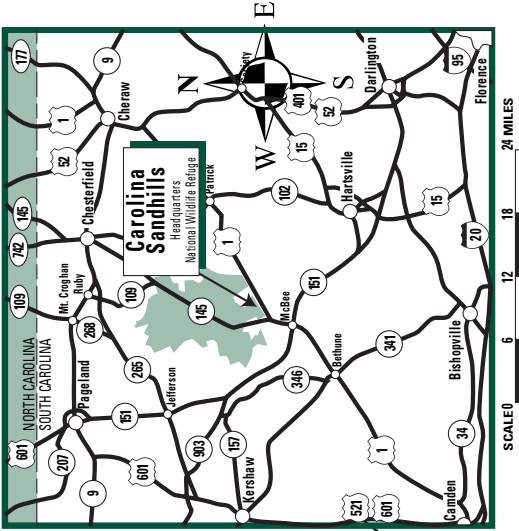 NORTH CAROLINA
SOUTH CAROLINA
601
109
742
145
177
Pageland
Mt. Croghan
Ruby
Chesterfield
52
1
9
Cheraw
207
9
151
268
265
109
Jefferson
601
145
Carolina
Sandhills
Headquarters
National Wildlife Refuge
Patrick
1
N
E
S
W
Society
903
157
Kershaw
346
McBee
151
102
15
401
52
Hartsville
Darlington
95
Florence
Bethune
341
15
20
1
521
601
Camden
34
Bishopville
SCALE 0 6 12 18 24 MILES